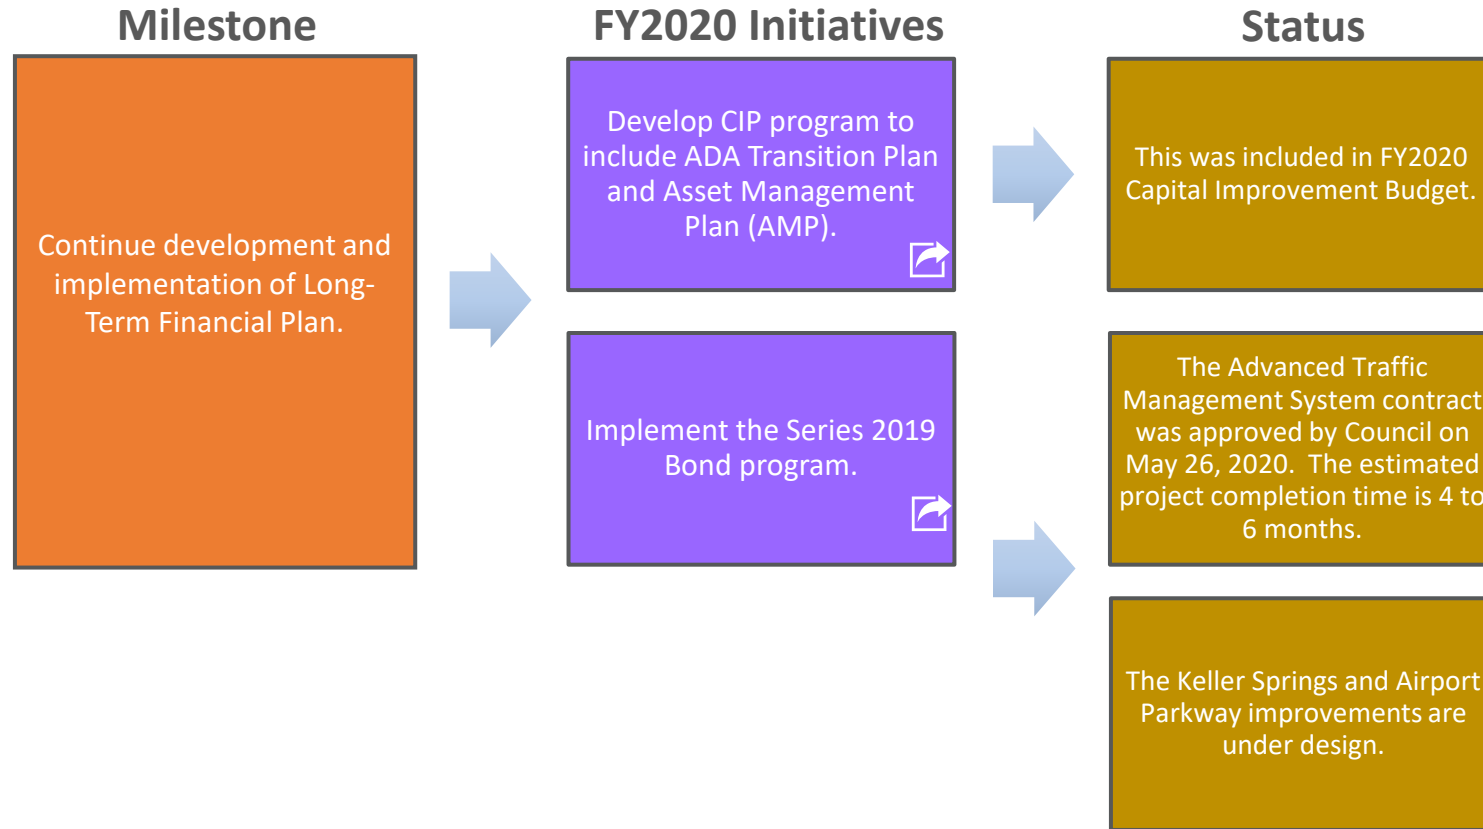 Milestone
FY2020 Initiatives
Status
Continue development and
implementation of Long-
Term Financial Plan.
Develop CIP program to
include ADA Transition Plan
and Asset Management
Plan (AMP).
This was included in FY2020
Capital Improvement Budget.
Implement the Series 2019
Bond program.
The Advanced Traffic
Management System contract
was approved by Council on
May 26, 2020.  The estimated
project completion time is 4 to
6 months.
The Keller Springs and Airport
Parkway improvements are
under design.